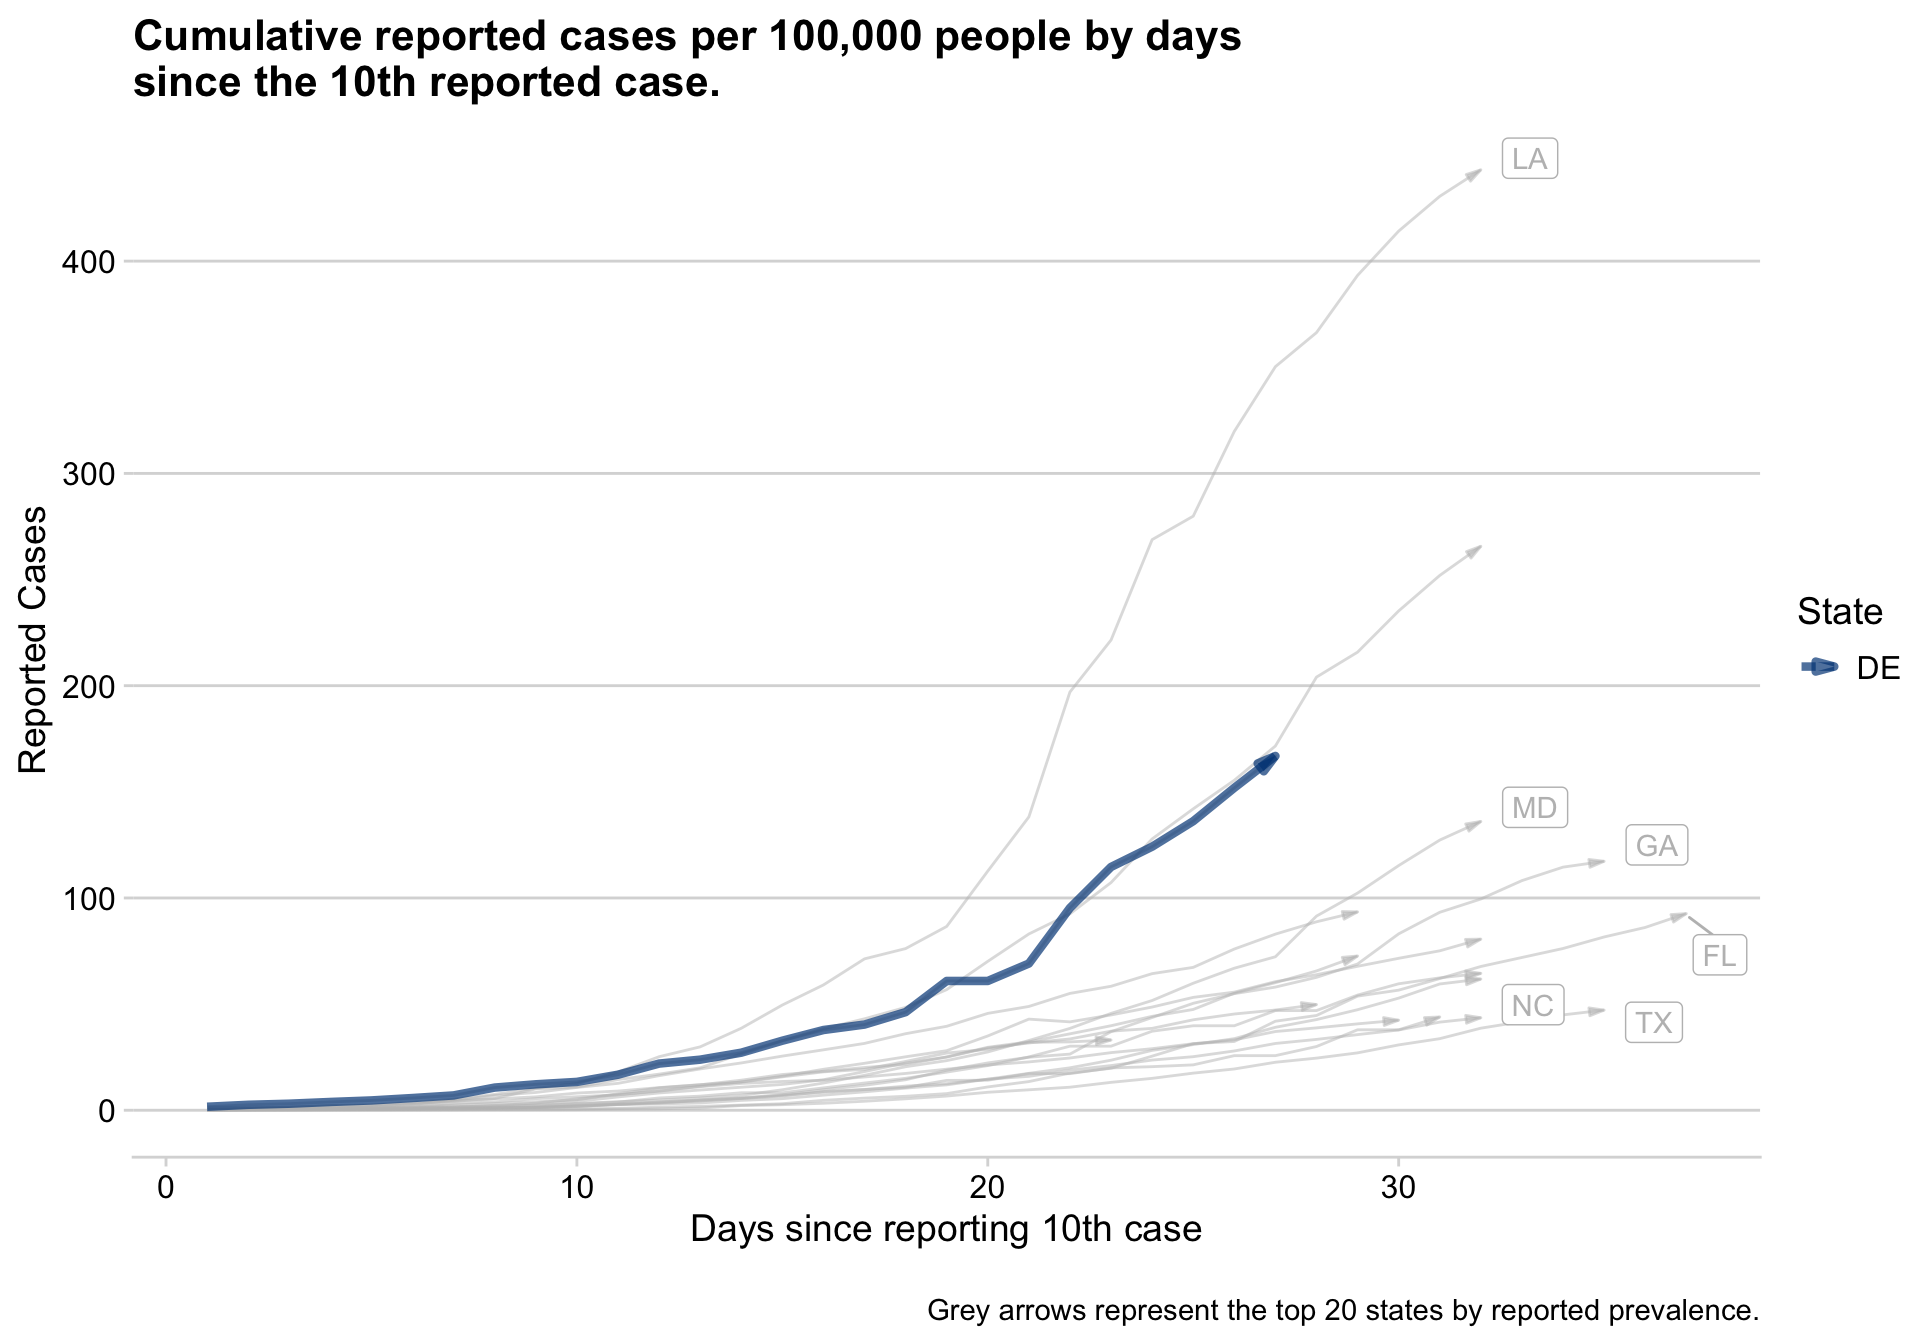 Cumulative reported cases per 100,000 people by days
since the 10th reported case.
LA
400
300
200
MD
GA
100
FL
NC
TX
0
Reported Cases
State
DE
0 10 20 30
Days since reporting 10th case
Grey arrows represent the top 20 states by reported prevalence.